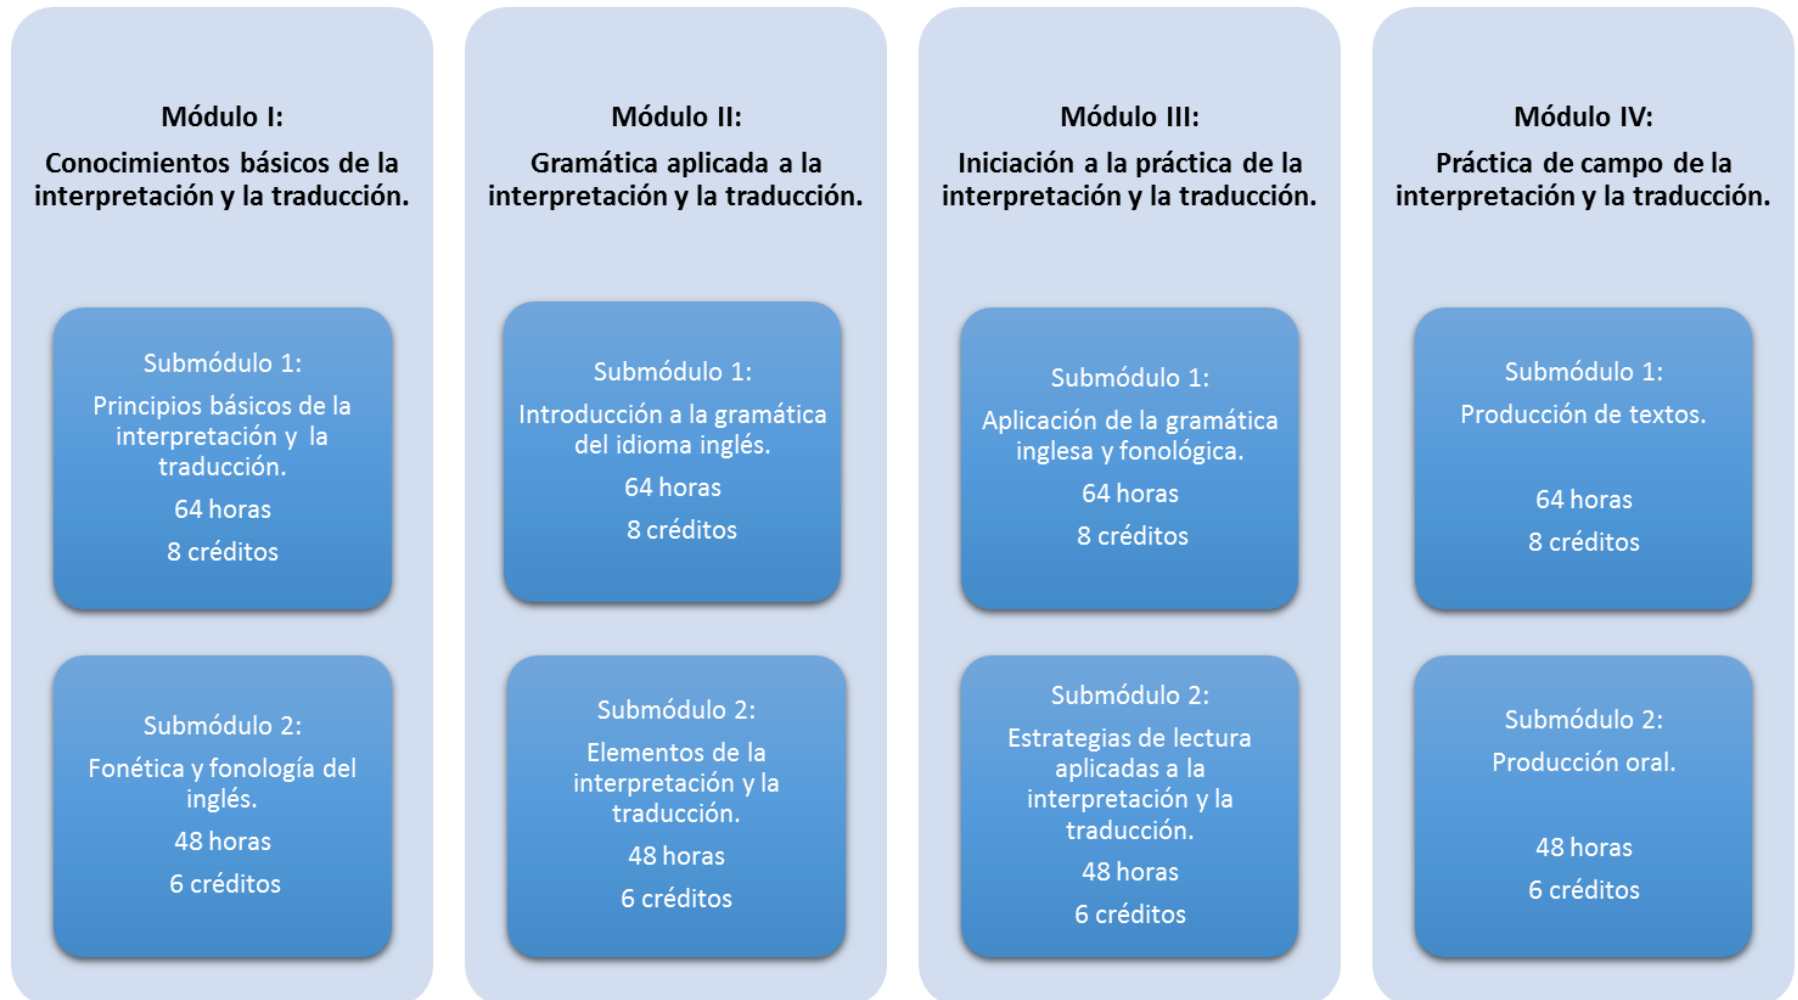 Módulo I:
Conocimientos básicos de la
interpretación y la traducción.
Submódulo 1:
Principios básicos de la
interpretación y la
traducción.
64 horas
8 créditos
Submódulo 2:
Fonética y fonología del
inglés.
48 horas
6 créditos
Módulo II:
Gramática aplicada a la
interpretación y la traducción.
Submódulo 1:
Introducción a la gramática
del idioma inglés.
64 horas
8 créditos
Submódulo 2:
Elementos de la
interpretación y la
traducción.
48 horas
6 créditos
Módulo III:
Iniciación a la práctica de la
interpretación y la traducción.
Submódulo 1:
Aplicación de la gramática
inglesa y fonológica.
64 horas
8 créditos
Submódulo 2:
Estrategias de lectura
aplicadas a la
interpretación y la
traducción.
48 horas
6 créditos
Módulo IV:
Práctica de campo de la
interpretación y la traducción.
Submódulo 1:
Producción de textos.
64 horas
8 créditos
Submódulo 2:
Producción oral.
48 horas
6 créditos